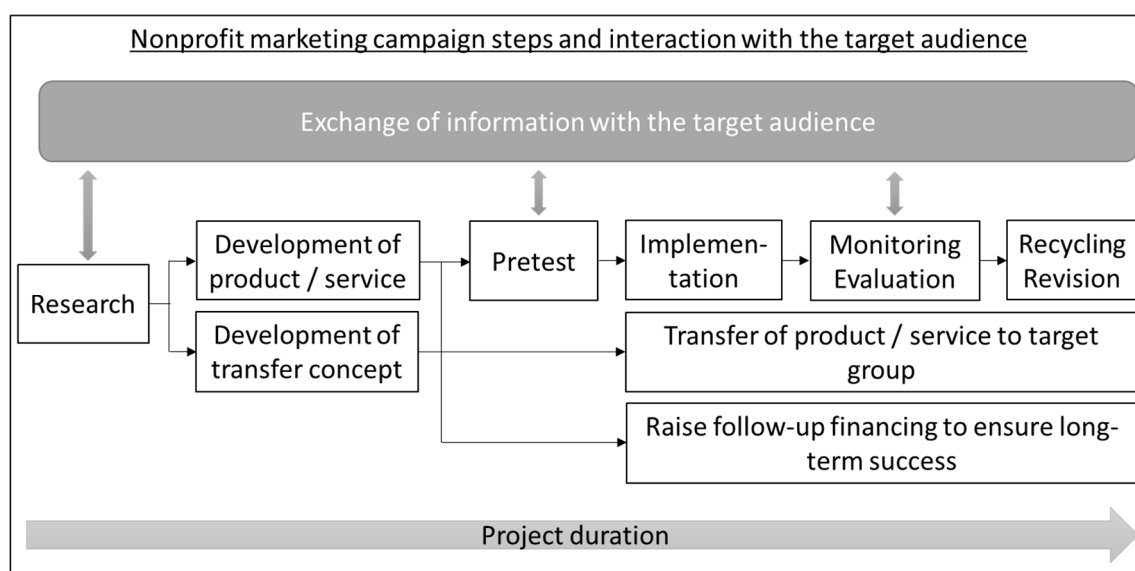 Nonprofit marketing campaign steps and interaction with the target audience
Exchange of information with the target audience
Research
Development of
product / service
Development of
transfer concept
Pretest
Implemen-
tation
Monitoring
Evaluation
Recycling
Revision
Transfer of product / service to target
group
Raise follow-up financing to ensure long-
term success
Project duration